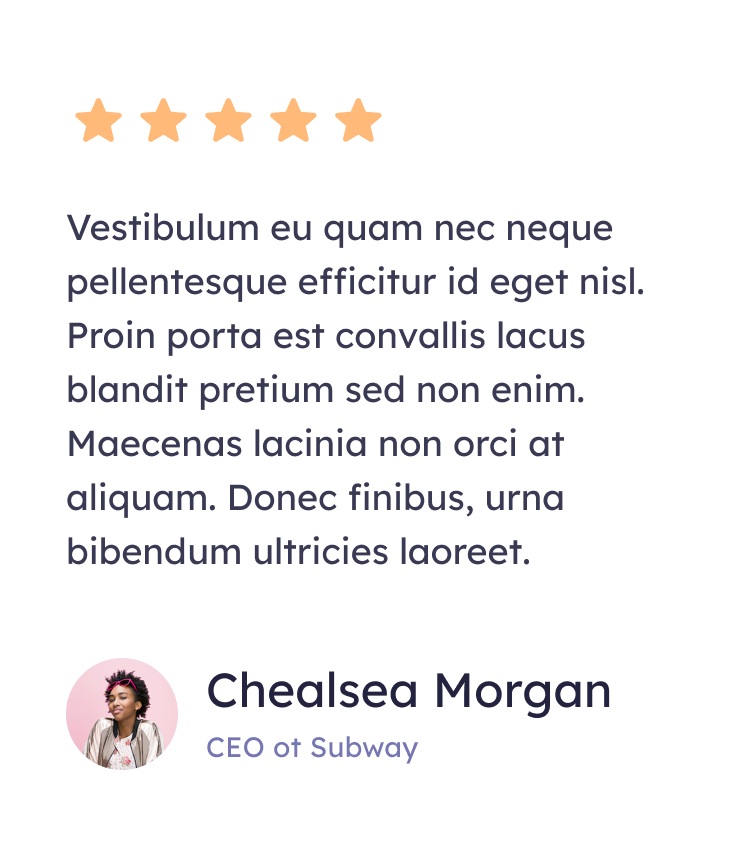 Vestibulum eu quam nec neque
pellentesque efficitur id eget nisl.
Proin porta est convallis lacus
blandit pretium sed non enim.
Maecenas lacinia non orci at
aliquam. Donec finibus, urna
bibendum ultricies laoreet.
Chealsea Morgan
CEO ot Subway